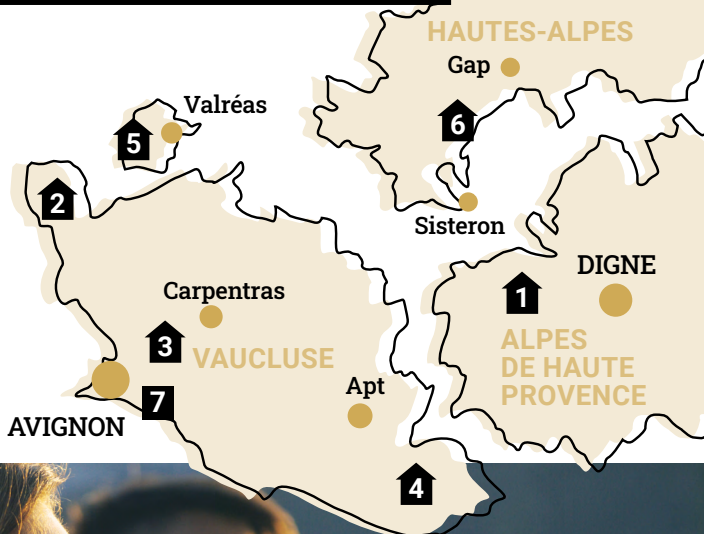 HAUTES-ALPES
Gap
Valréas
5
6
2
Sisteron
DIGNE
Carpentras
1
3
VAUCLUSE
ALPES
DE HAUTE
PROVENCE
Apt
7
AVIGNON
4